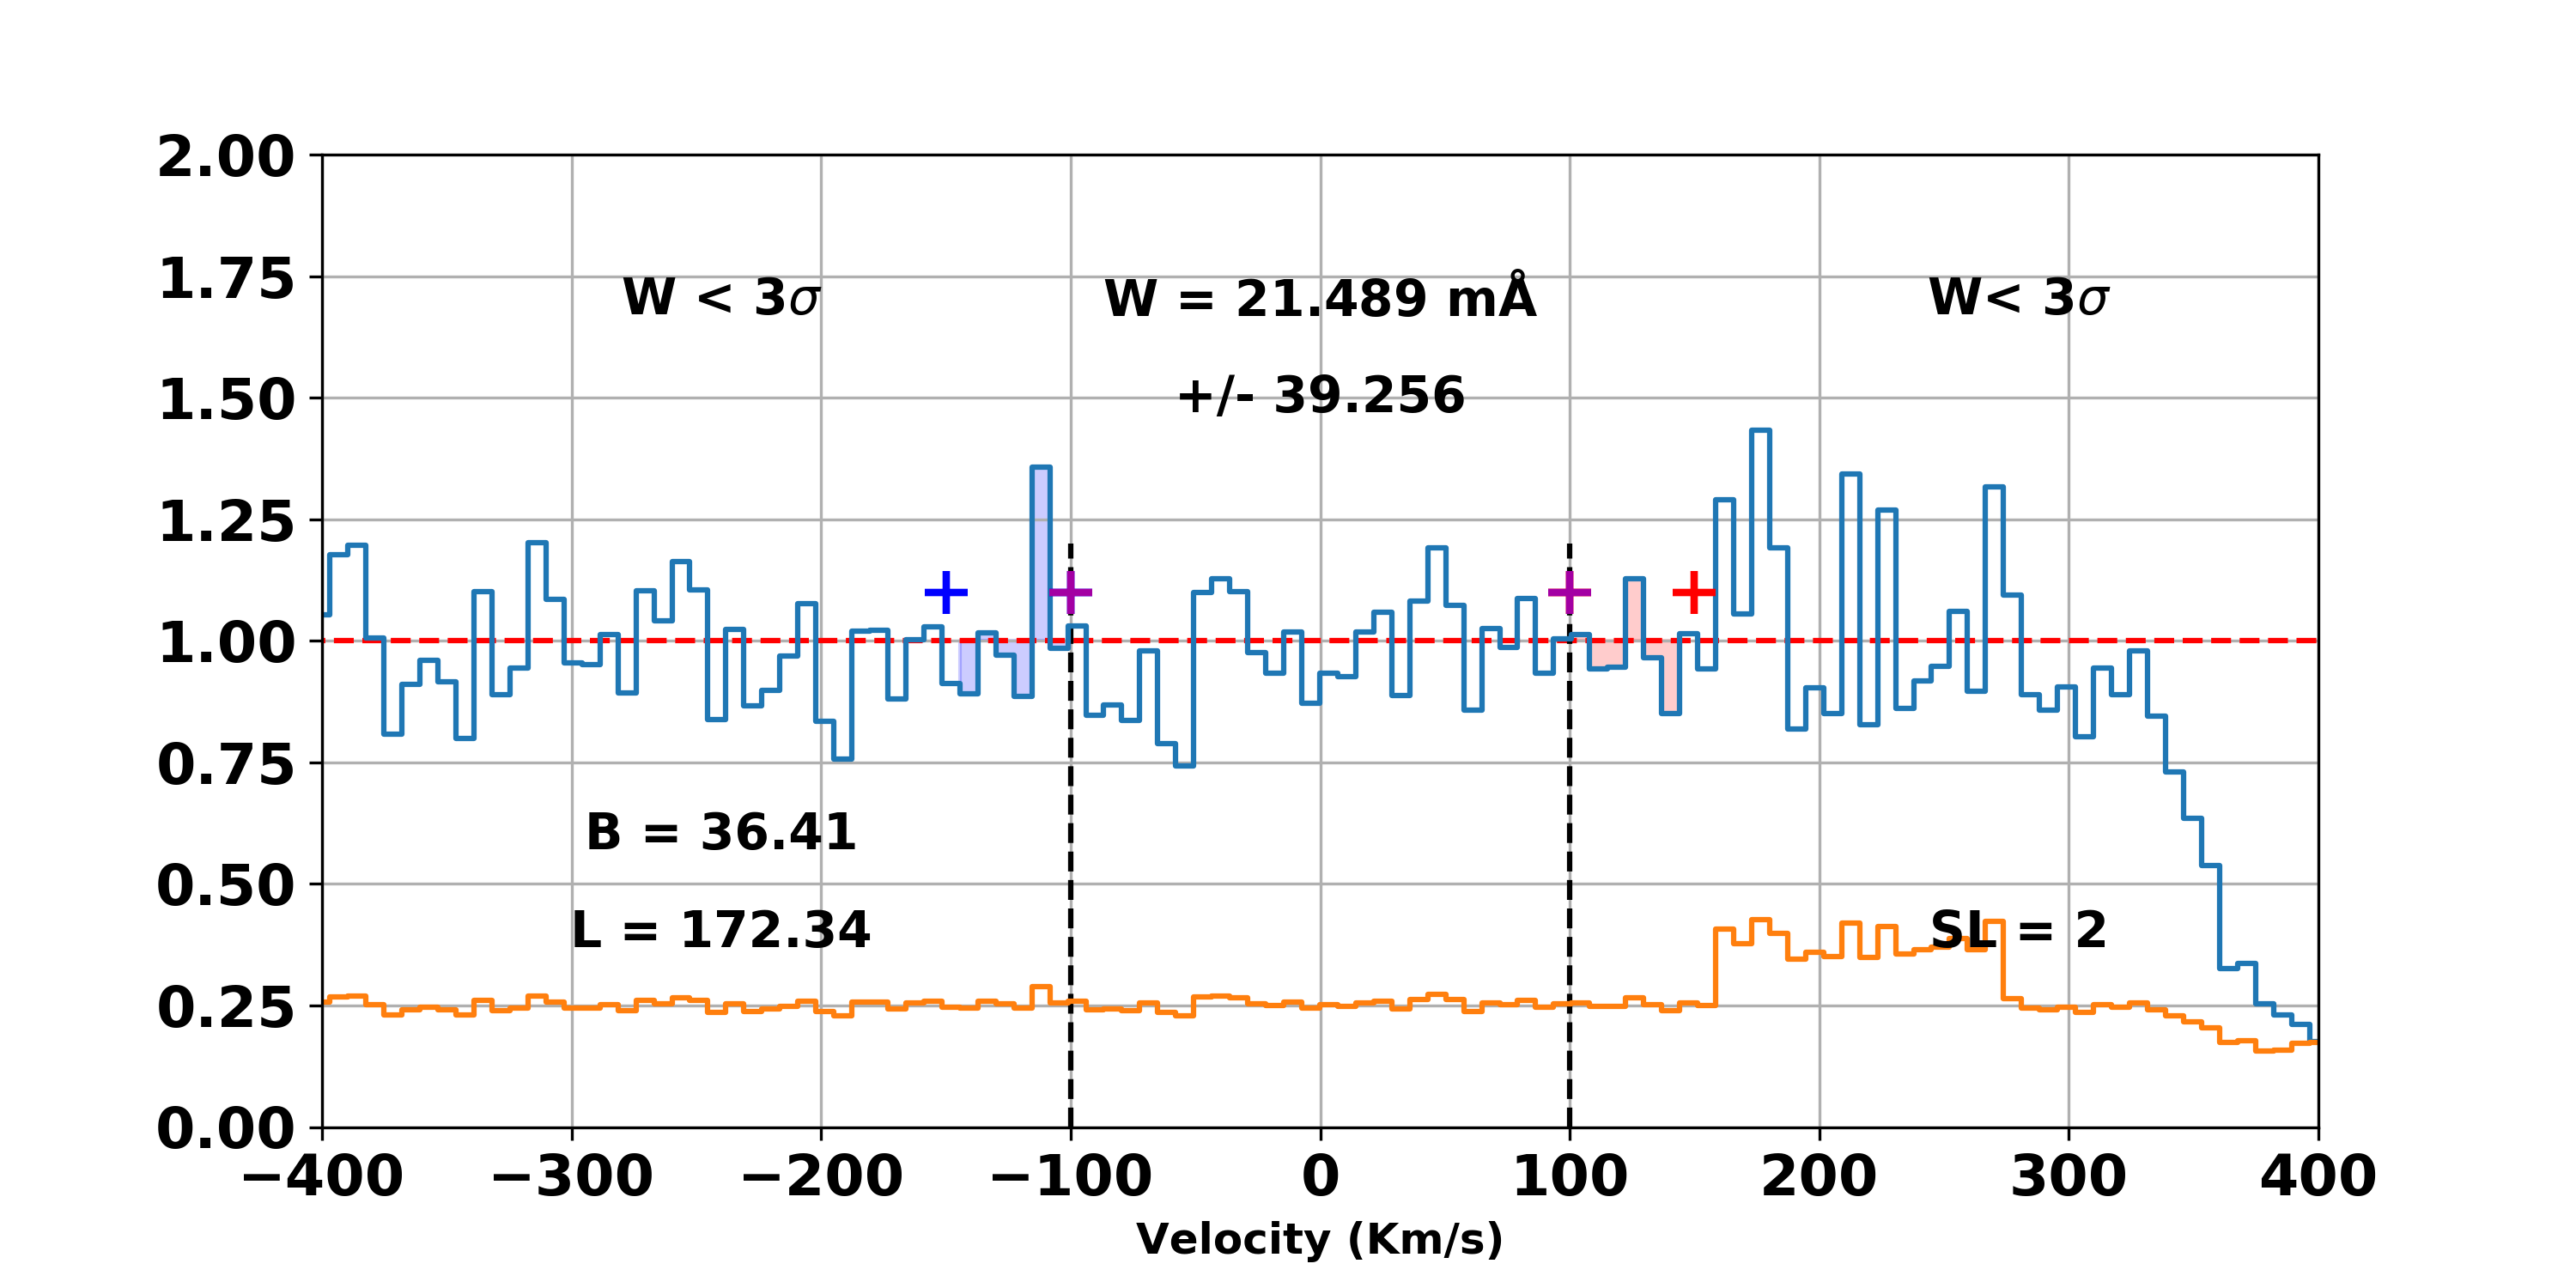 2.00
1.75
1.50
1.25
1.00
0.75
0.50
0.25
0.00
W < 3σ
W = 21.489 mÅ
W< 3σ
+/- 39.256
B = 36.41
L = 172.34
SL = 2
−400 −300 −200 −100 0 100 200 300 400
Velocity (Km/s)